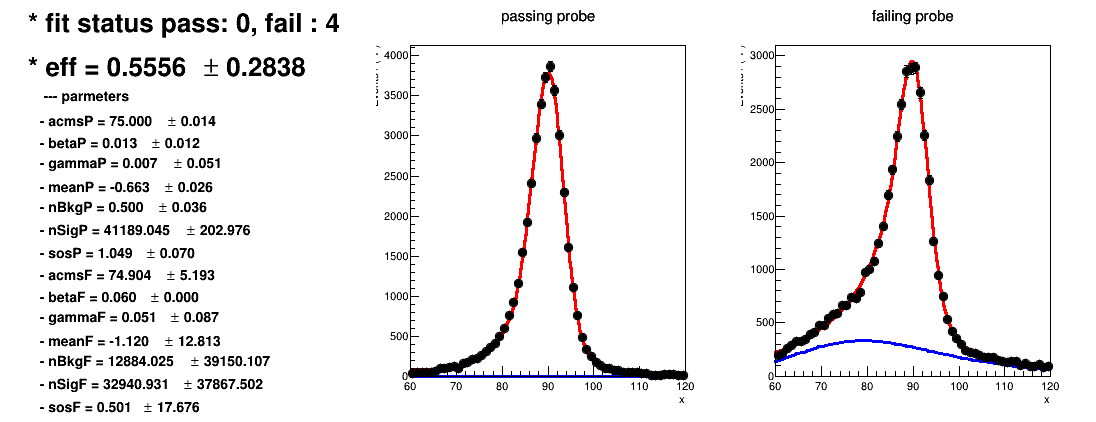 * fit status pass: 0, fail : 4
* eff = 0.5556 ± 0.2838
--- parmeters
- acmsP = 75.000 ± 0.014
- betaP = 0.013 ± 0.012
- gammaP = 0.007 ± 0.051
- meanP = -0.663 ± 0.026
- nBkgP = 0.500 ± 0.036
- nSigP = 41189.045 ± 202.976
- sosP = 1.049 ± 0.070
- acmsF = 74.904 ± 5.193
- betaF = 0.060 ± 0.000
- gammaF = 0.051 ± 0.087
- meanF = -1.120 ± 12.813
- nBkgF = 12884.025 ± 39150.107
- nSigF = 32940.931 ± 37867.502
- sosF = 0.501 ± 17.676
passing probe
4000
3500
3000
2500
2000
1500
1000
500
0
60 70 80 90 100 110 120
x
failing probe
3000
2500
2000
1500
1000
500
0
60 70 80 90 100 110 120
x